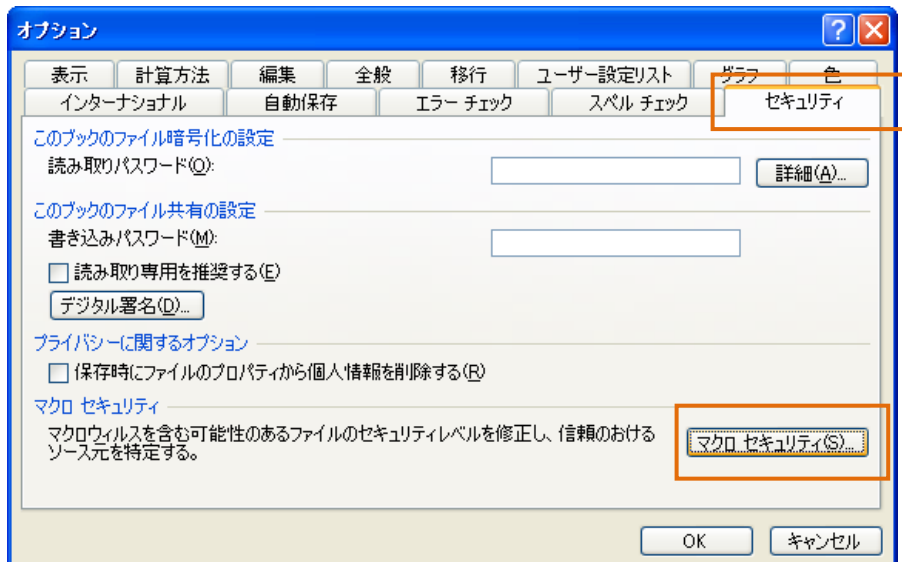 オプション
表示 計算方法 編集 全般 移行 ユーザー設定リスト グラフ 色
インターナショナル 自動保存 エラー チェック スペル チェック セキュリティ
このブックのファイル暗号化の設定
読み取りパスワード(O):
詳細(A)...
このブックのファイル共有の設定
書き込みパスワード(M):
読み取り専用を推奨する(E)
デジタル署名(D)...
プライバシーに関するオプション
保存時にファイルのプロパティから個人情報を削除する(R)
マクロ セキュリティ
マクロウィルスを含む可能性のあるファイルのセキュリティレベルを修正し、信頼のおける
ソース元を特定する。
マクロ セキュリティ(S)...
OK キャンセル